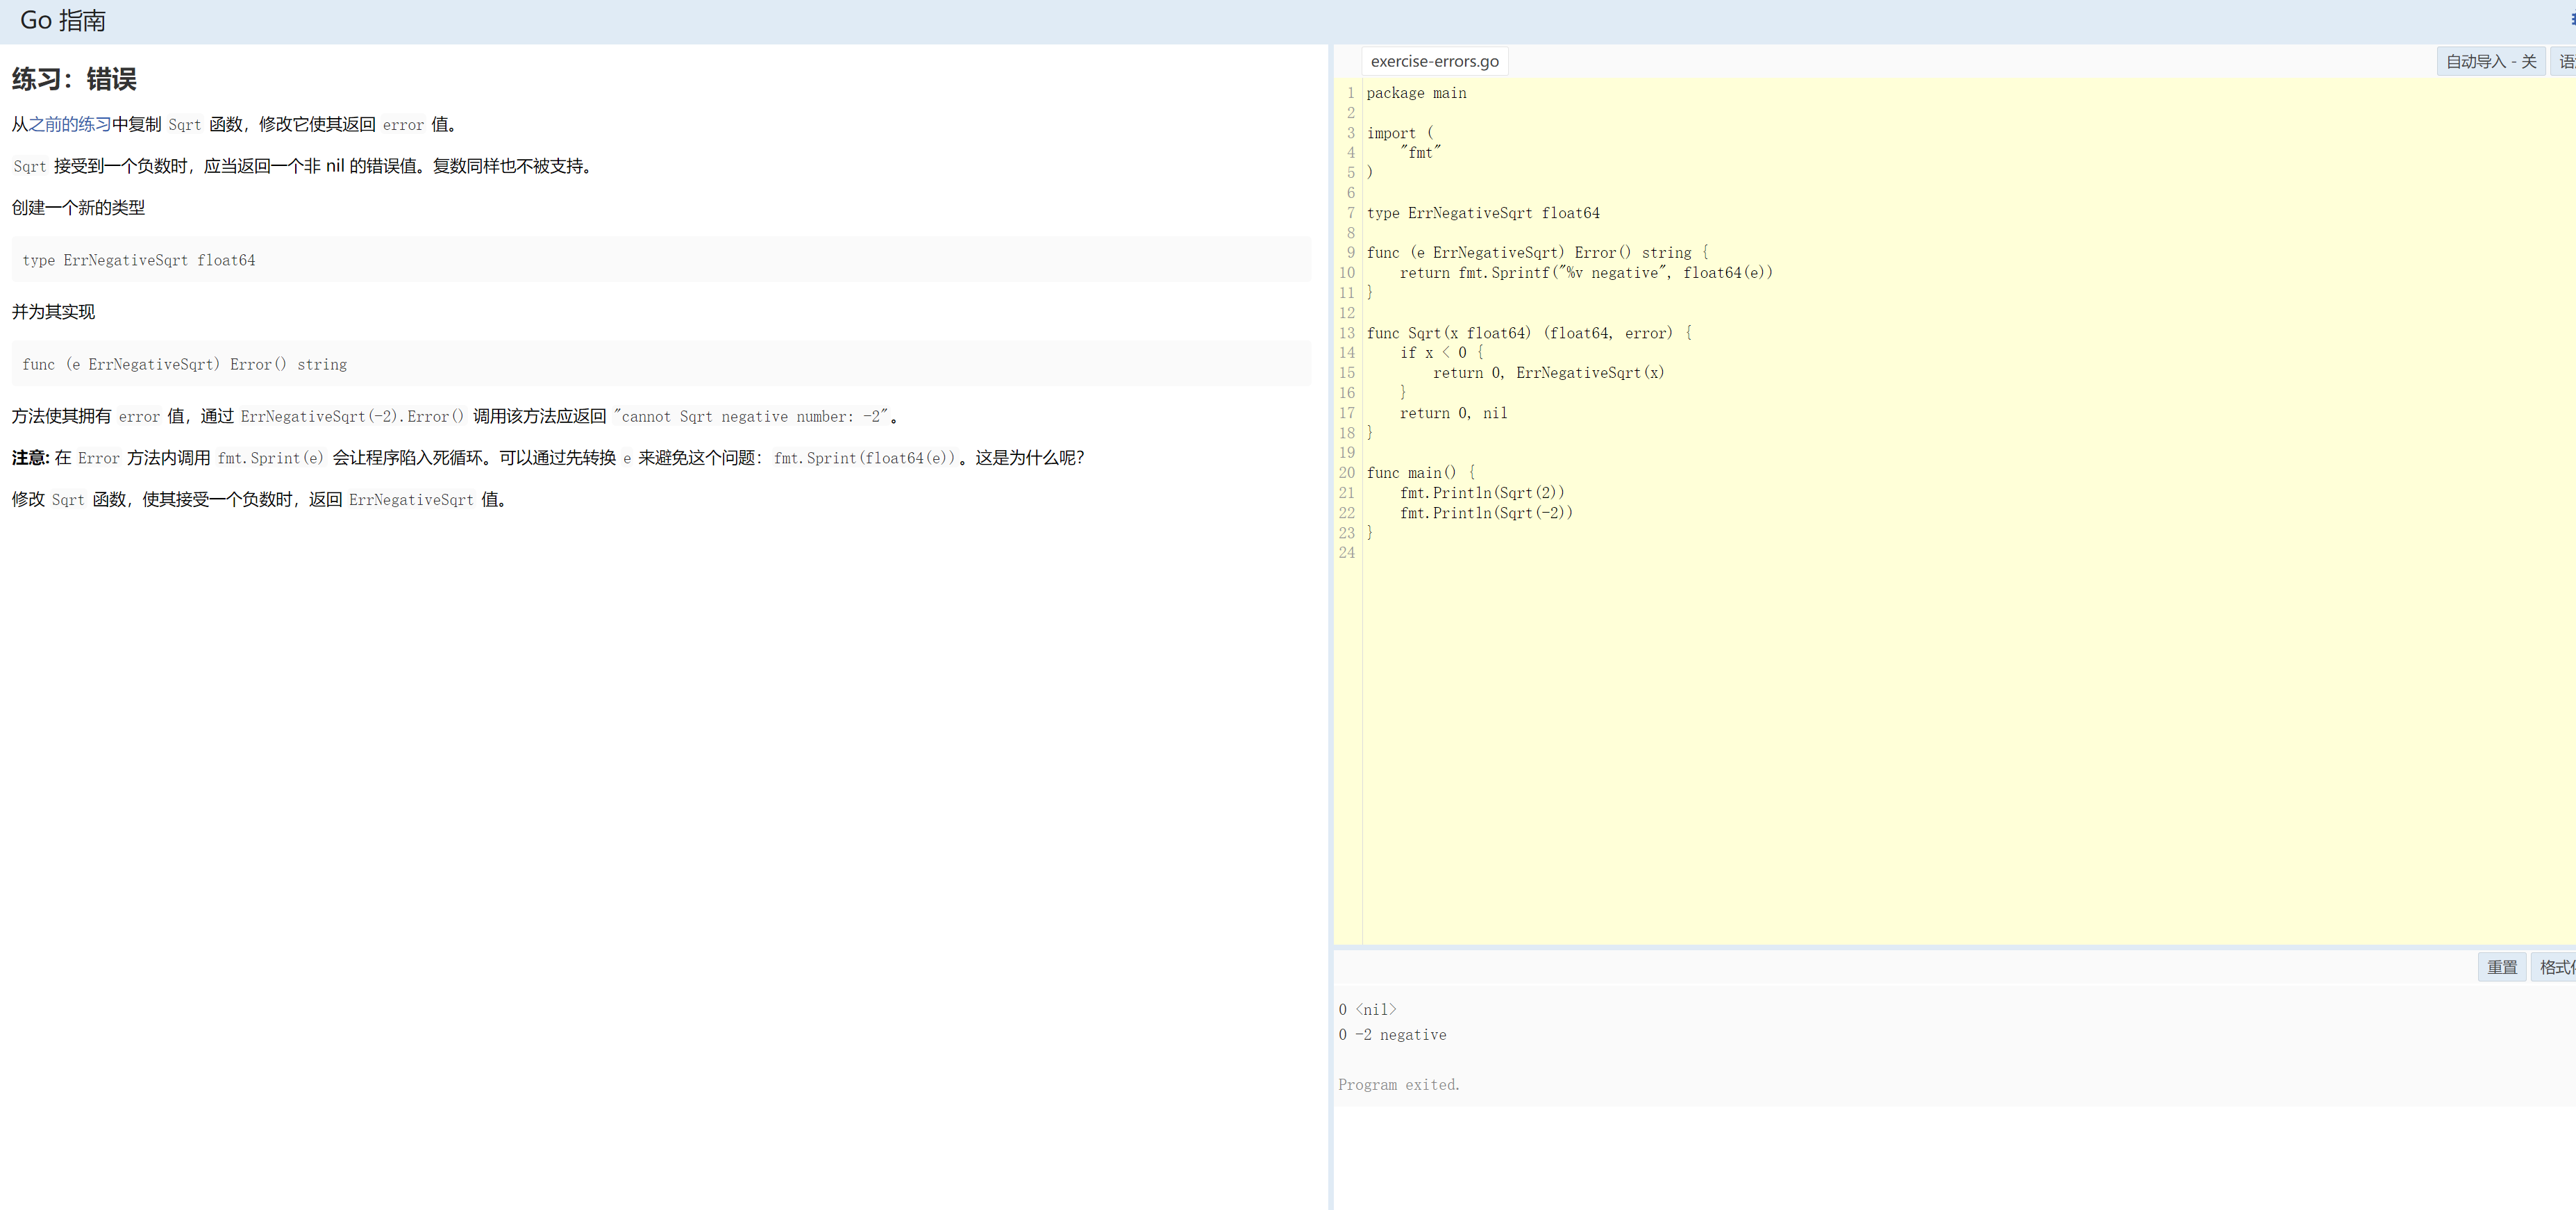 Go 指南
练习：错误
从之前的练习中复制 Sqrt 函数，修改它使其返回 error 值。
Sqrt 接受到一个负数时，应当返回一个非 nil 的错误值。复数同样也不被支持。
创建一个新的类型
type ErrNegativeSqrt float64
并为其实现
func (e ErrNegativeSqrt) Error() string
方法使其拥有 error 值，通过 ErrNegativeSqrt(-2).Error() 调用该方法应返回 "cannot Sqrt negative number: -2"。
注意: 在 Error 方法内调用 fmt.Sprint(e) 会让程序陷入死循环。可以通过先转换 e 来避免这个问题：fmt.Sprint(float64(e))。这是为什么呢？
修改 Sqrt 函数，使其接受一个负数时，返回 ErrNegativeSqrt 值。
exercise-errors.go
自动导入 - 关
1 package main
2
3 import (
4     "fmt"
5 )
6
7 type ErrNegativeSqrt float64
8
9 func (e ErrNegativeSqrt) Error() string {
10     return fmt.Sprintf("%v negative", float64(e))
11 }
12
13 func Sqrt(x float64) (float64, error) {
14     if x < 0 {
15         return 0, ErrNegativeSqrt(x)
16     }
17     return 0, nil
18 }
19
20 func main() {
21     fmt.Println(Sqrt(2))
22     fmt.Println(Sqrt(-2))
23 }
24
重置 格式
0 <nil>
0 -2 negative
Program exited.